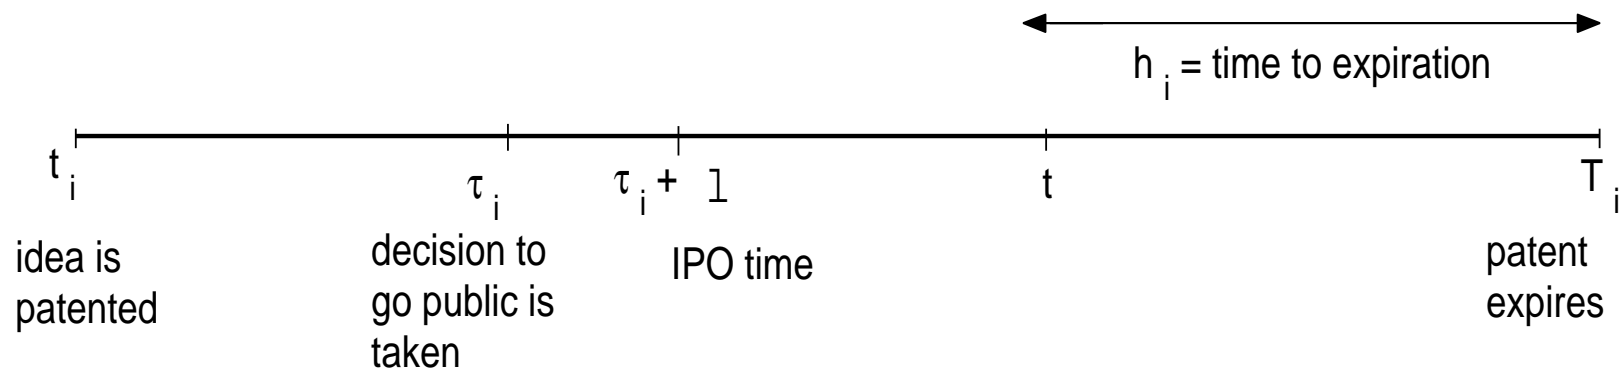 h i = time to expiration
t i
τ i
τ i + l
t
T i
idea is
patented
decision to
go public is
taken
IPO time
patent
expires